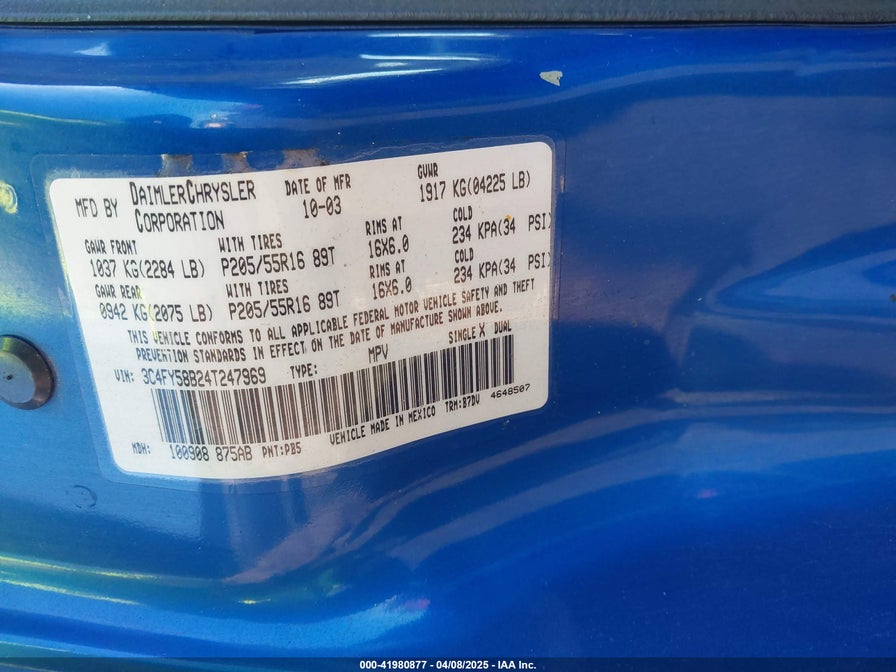 MFD BY DAIMLERCHRYSLER CORPORATION DATE OF MFR 10-03 GVWR 1917 KG(04225 LB)
GAWR FRONT WITH TIRES RIMS AT COLD
1037 KG(2284 LB) P205/55R16 89T 16X6.0 234 KPA(34 PSI)
GAWR REAR WITH TIRES RIMS AT COLD
0942 KG(2075 LB) P205/55R16 89T 16X6.0 234 KPA(34 PSI)
THIS VEHICLE CONFORMS TO ALL APPLICABLE FEDERAL MOTOR VEHICLE SAFETY AND THEFT
PREVENTION STANDARDS IN EFFECT ON THE DATE OF MANUFACTURE SHOWN ABOVE.
VIN: 3C4FY58B24T247969 TYPE: MPV SINGLE X DUAL
MDH: 100908 875AB PNT:PB5 VEHICLE MADE IN MEXICO TRM:B7DV 4648507
000-41980877 - 04/08/2025 - IAA Inc.